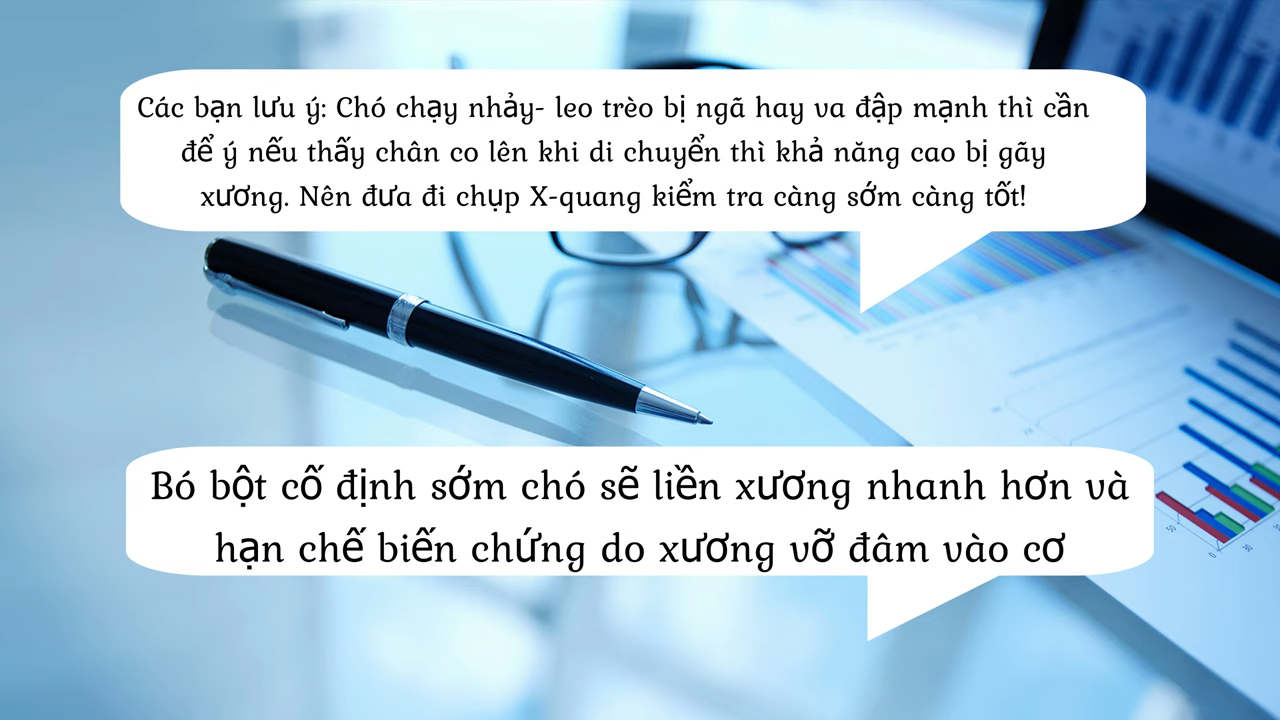 Các bạn lưu ý: Chó chạy nhảy- leo trèo bị ngã hay va đập mạnh thì cần
để ý nếu thấy chân co lên khi di chuyển thì khả năng cao bị gãy
xương. Nên đưa đi chụp X-quang kiểm tra càng sớm càng tốt!
Bó bột cố định sớm chó sẽ liền xương nhanh hơn và
hạn chế biến chứng do xương vỡ đâm vào cơ